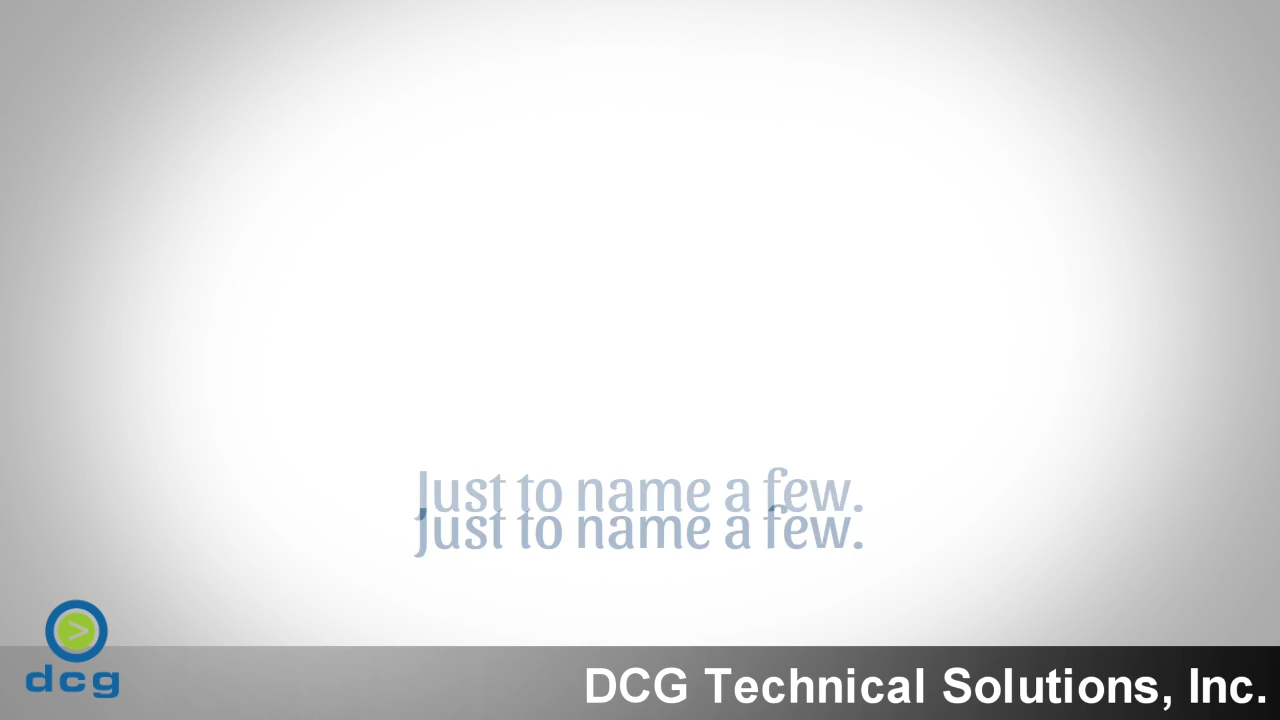 Just to name a few.
Just to name a few.
dcg
DCG Technical Solutions, Inc.